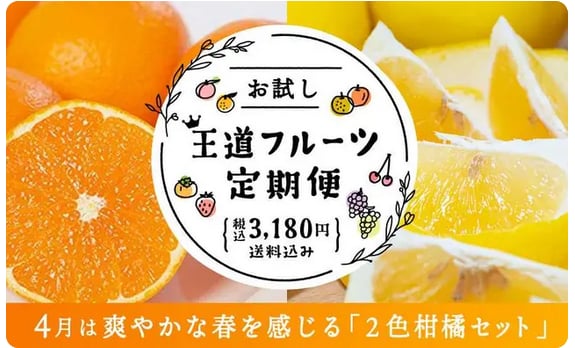 お試し
王道フルーツ
定期便
税込3,180円
送料込み
4月は爽やかな春を感じる「2色柑橘セット」